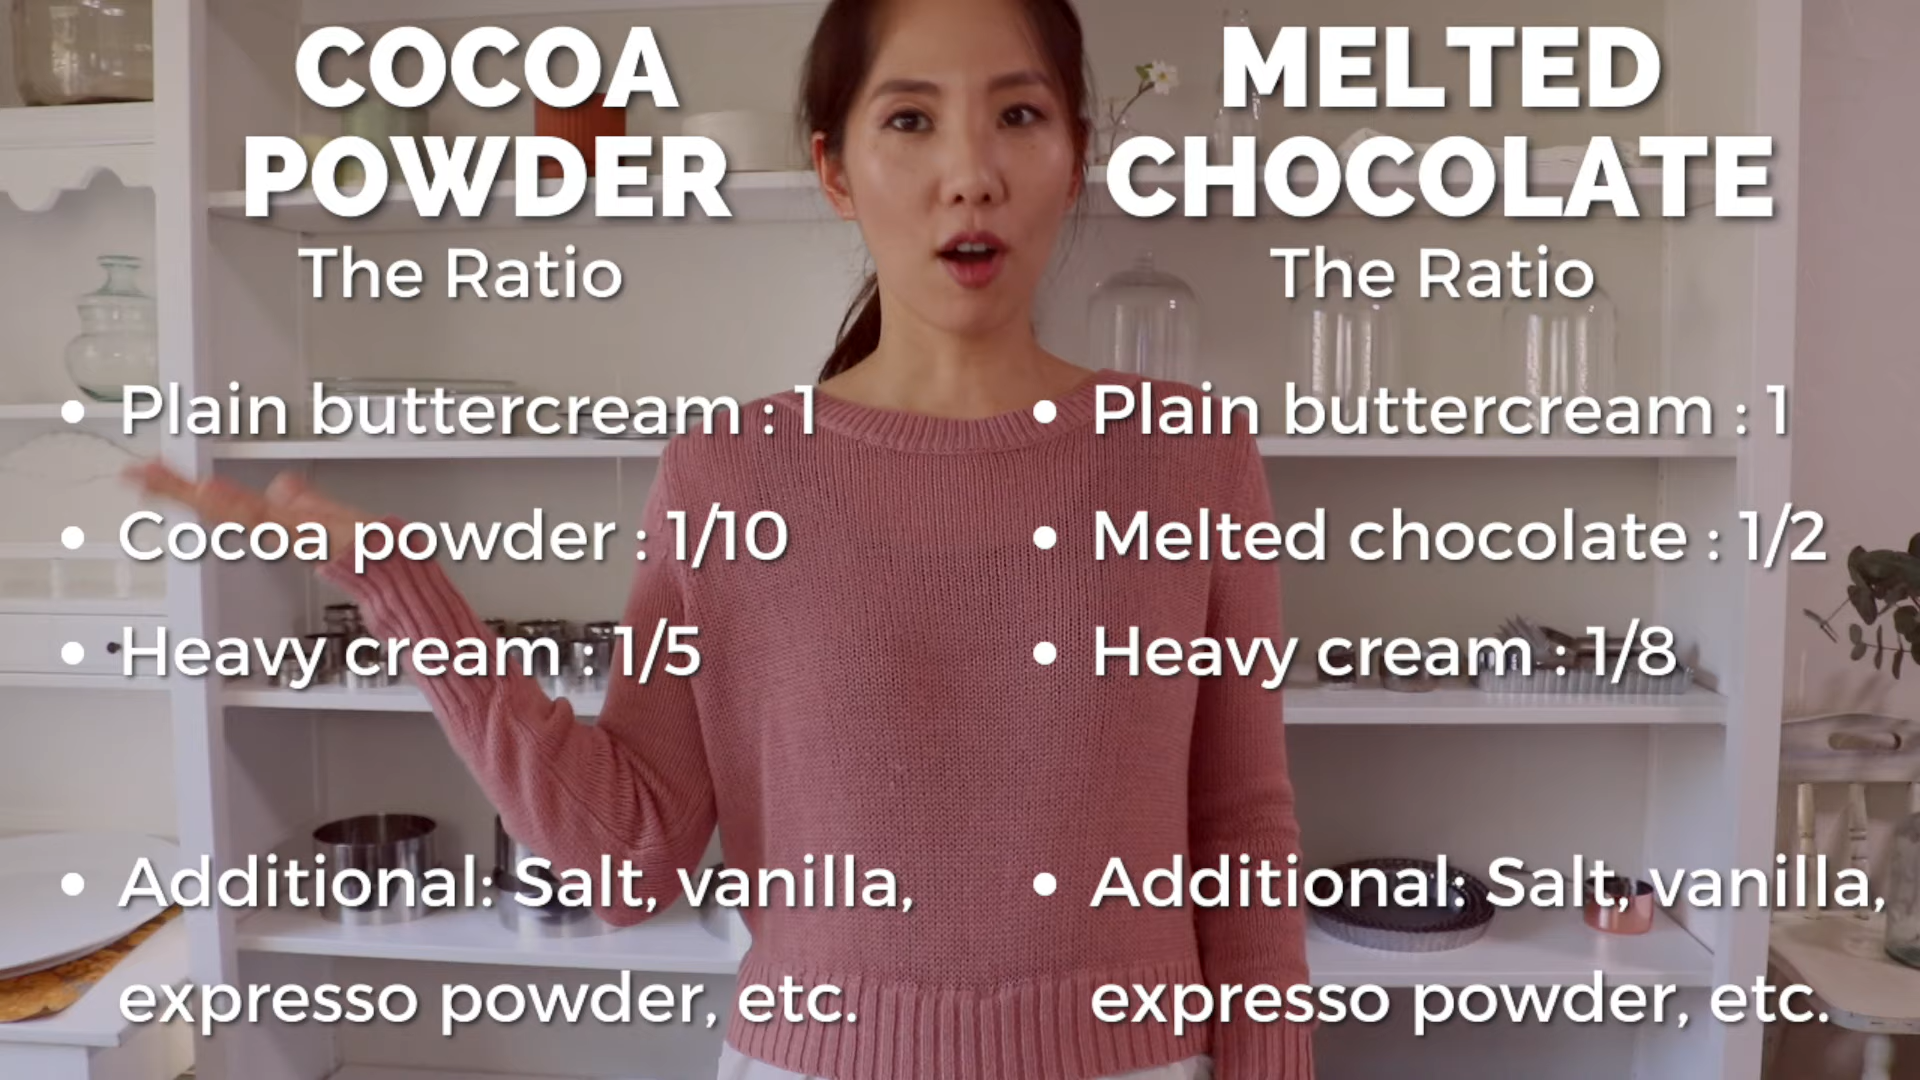 COCOA
POWDER
The Ratio
• Plain buttercream : 1
• Cocoa powder : 1/10
• Heavy cream : 1/5
• Additional: Salt, vanilla,
expresso powder, etc.
MELTED
CHOCOLATE
The Ratio
• Plain buttercream : 1
• Melted chocolate : 1/2
• Heavy cream : 1/8
• Additional: Salt, vanilla,
expresso powder, etc.